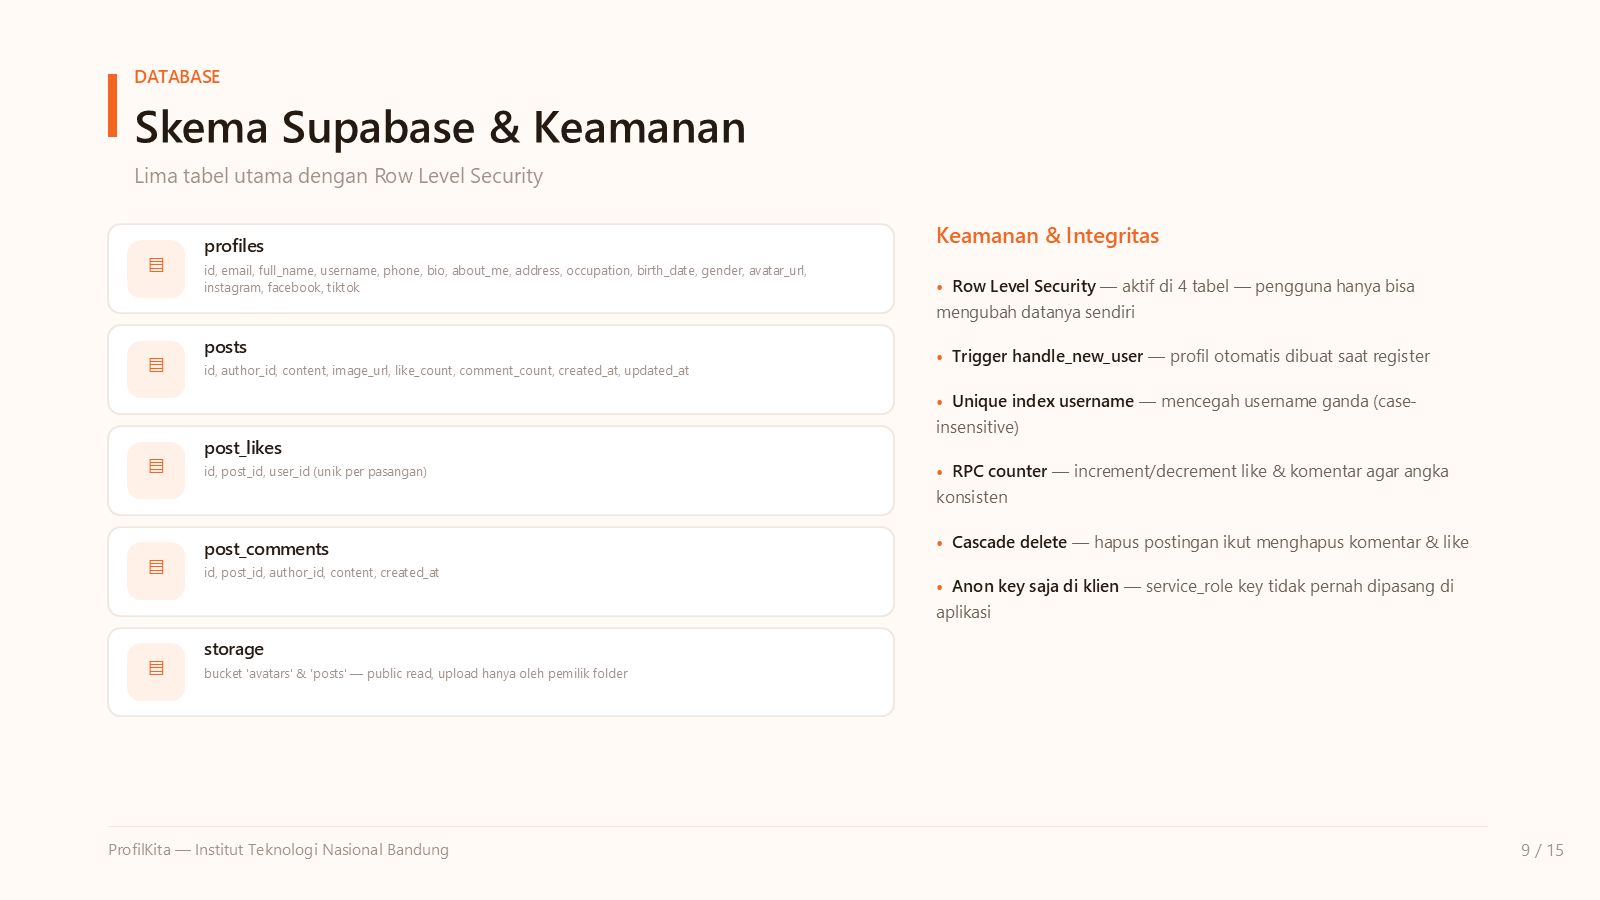 DATABASE
Skema Supabase & Keamanan
Lima tabel utama dengan Row Level Security
profiles
id, email, full_name, username, phone, bio, about_me, address, occupation, birth_date, gender, avatar_url,
instagram, facebook, tiktok
posts
id, author_id, content, image_url, like_count, comment_count, created_at, updated_at
post_likes
id, post_id, user_id (unik per pasangan)
post_comments
id, post_id, author_id, content, created_at
storage
bucket 'avatars' & 'posts' — public read, upload hanya oleh pemilik folder
Keamanan & Integritas
• Row Level Security — aktif di 4 tabel — pengguna hanya bisa
mengubah datanya sendiri
• Trigger handle_new_user — profil otomatis dibuat saat register
• Unique index username — mencegah username ganda (case-
insensitive)
• RPC counter — increment/decrement like & komentar agar angka
konsisten
• Cascade delete — hapus postingan ikut menghapus komentar & like
• Anon key saja di klien — service_role key tidak pernah dipasang di
aplikasi
ProfilKita — Institut Teknologi Nasional Bandung
9 / 15